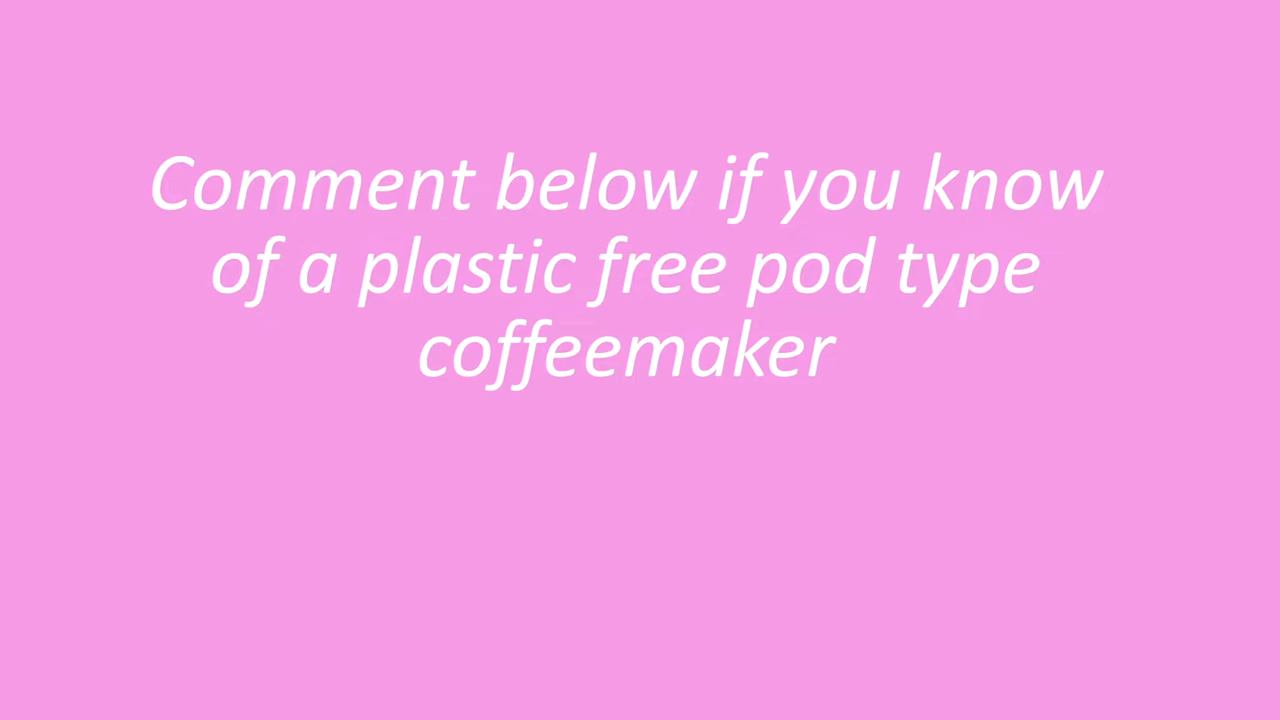 Comment below if you know
of a plastic free pod type
coffeemaker